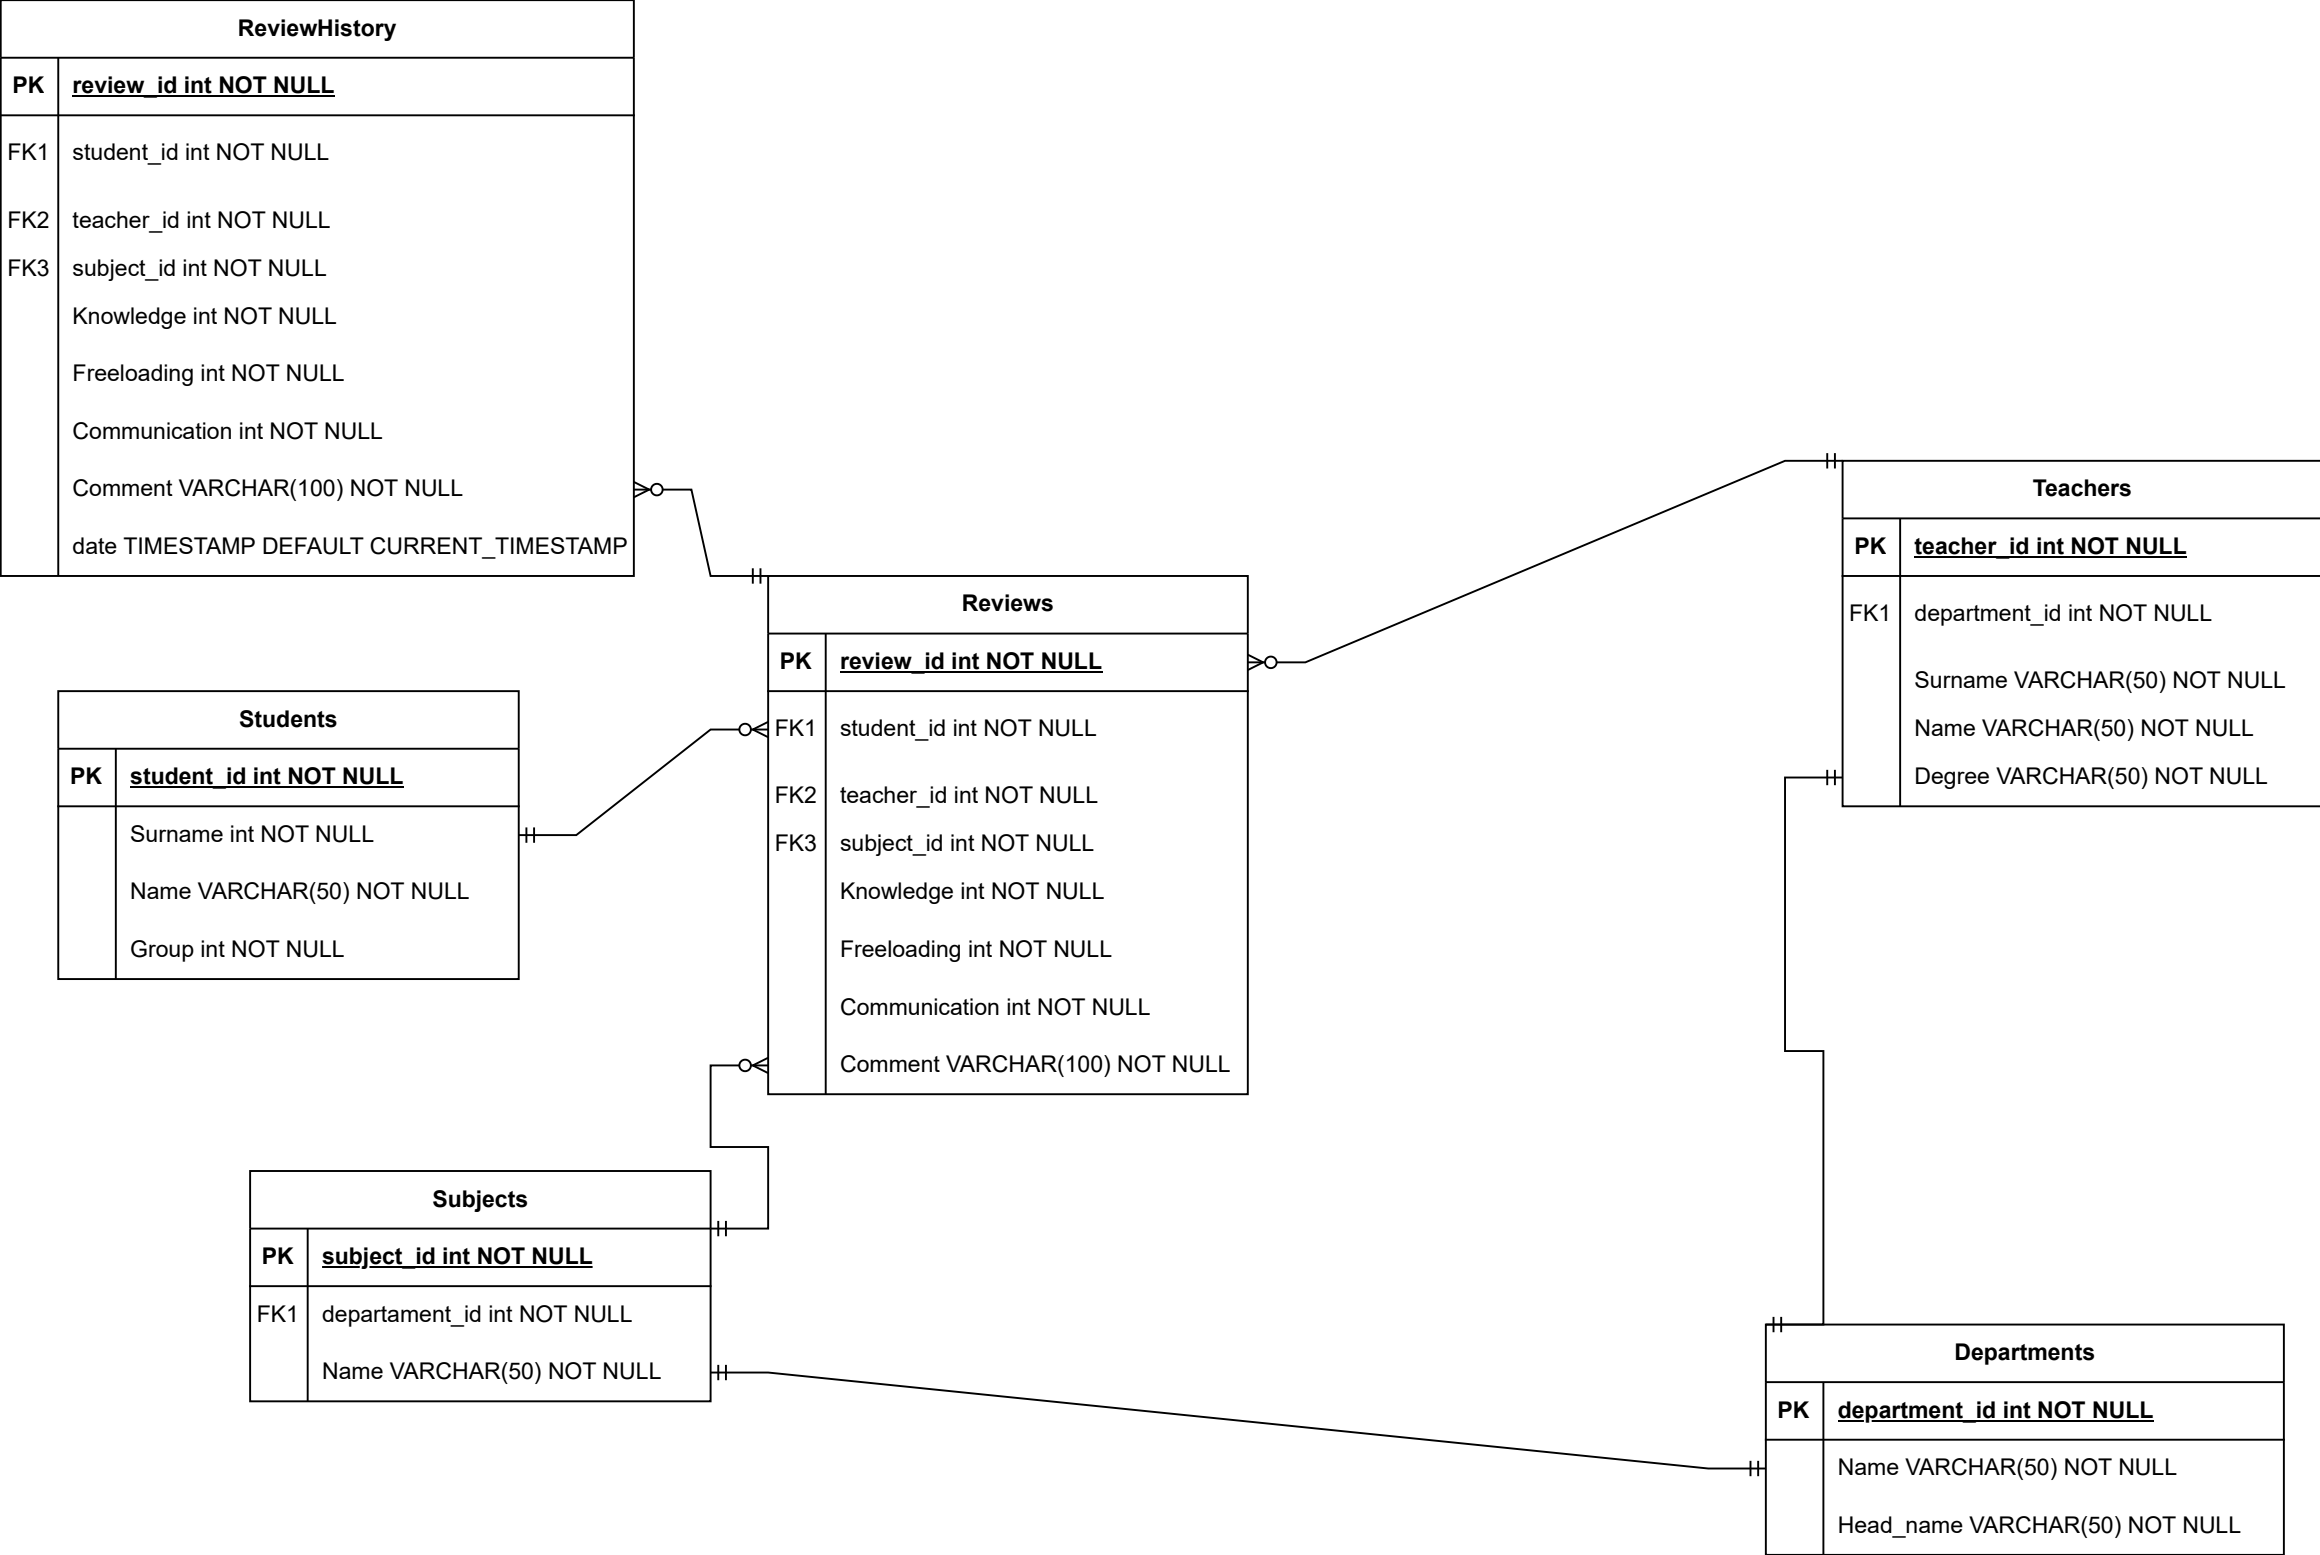 ReviewHistory
PK review_id int NOT NULL
FK1 student_id int NOT NULL
FK2 teacher_id int NOT NULL
FK3 subject_id int NOT NULL
Knowledge int NOT NULL
Freeloading int NOT NULL
Communication int NOT NULL
Comment VARCHAR(100) NOT NULL
date TIMESTAMP DEFAULT CURRENT_TIMESTAMP
Teachers
PK teacher_id int NOT NULL
FK1 department_id int NOT NULL
Surname VARCHAR(50) NOT NULL
Name VARCHAR(50) NOT NULL
Degree VARCHAR(50) NOT NULL
Reviews
PK review_id int NOT NULL
FK1 student_id int NOT NULL
FK2 teacher_id int NOT NULL
FK3 subject_id int NOT NULL
Knowledge int NOT NULL
Freeloading int NOT NULL
Communication int NOT NULL
Comment VARCHAR(100) NOT NULL
Students
PK student_id int NOT NULL
Surname int NOT NULL
Name VARCHAR(50) NOT NULL
Group int NOT NULL
Subjects
PK subject_id int NOT NULL
FK1 departament_id int NOT NULL
Name VARCHAR(50) NOT NULL
Departments
PK department_id int NOT NULL
Name VARCHAR(50) NOT NULL
Head_name VARCHAR(50) NOT NULL